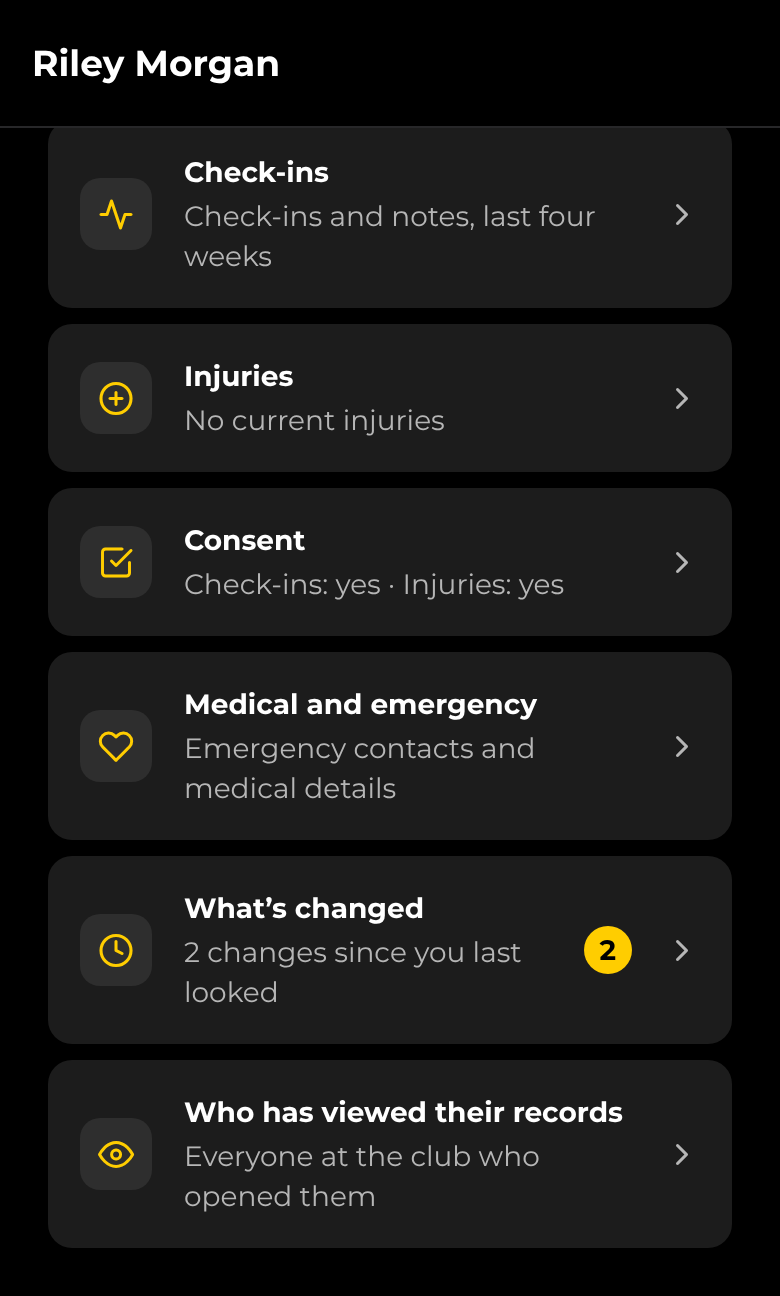 Riley Morgan
Check-ins
Check-ins and notes, last four
weeks
Injuries
No current injuries
Consent
Check-ins: yes · Injuries: yes
Medical and emergency
Emergency contacts and
medical details
What’s changed
2 changes since you last
looked
2
Who has viewed their records
Everyone at the club who
opened them